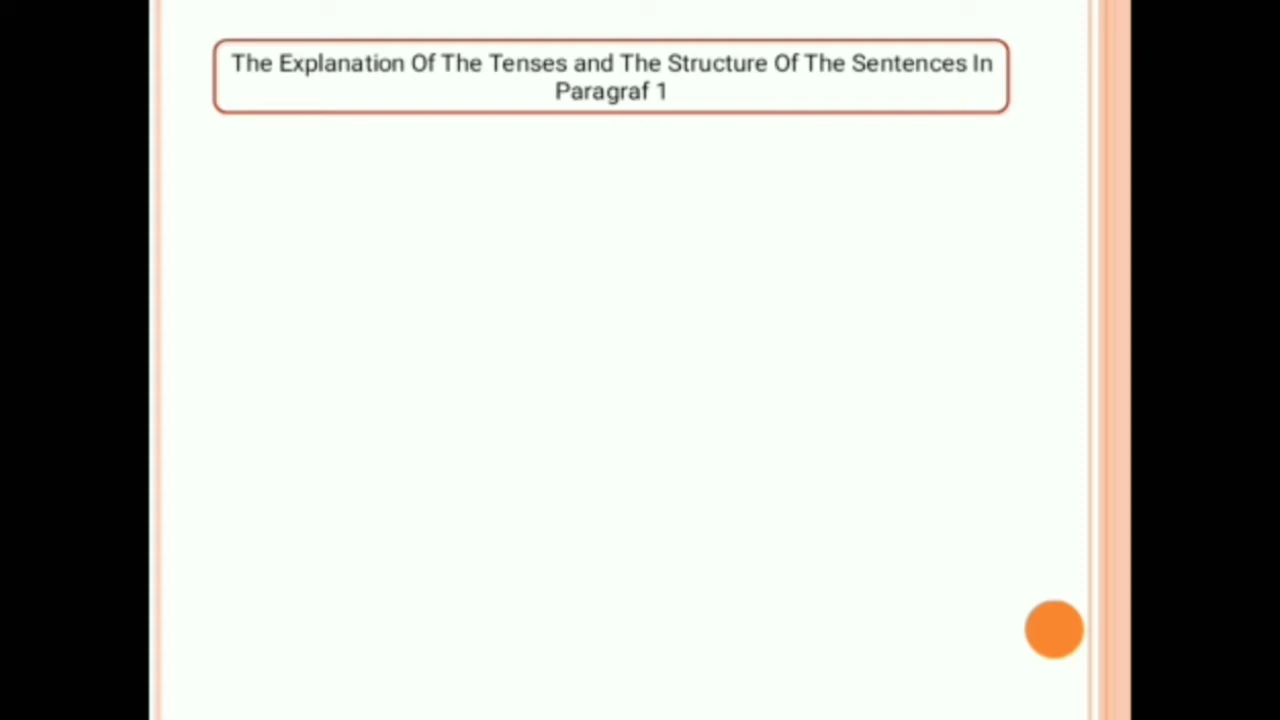 The Explanation Of The Tenses and The Structure Of The Sentences In
Paragraf 1